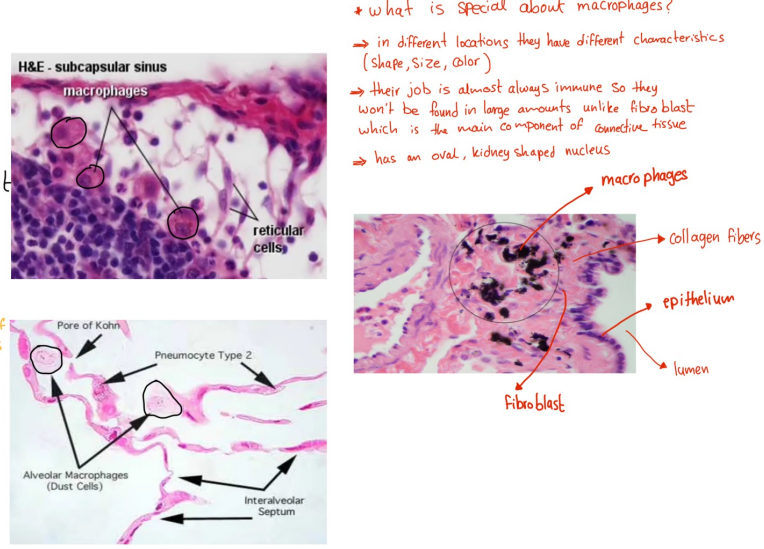 * what is special about macrophages?
⇒ in different locations they have different characteristics
(shape, size, color)
⇒ their job is almost always immune so they
won't be found in large amounts unlike fibroblast
which is the main component of connective tissue
⇒ has an oval, kidney shaped nucleus
H&E - subcapsular sinus
macrophages
reticular
cells
macrophages
collagen fibers
epithelium
lumen
Fibroblast
Pore of Kohn
Pneumocyte Type 2
Alveolar Macrophages
(Dust Cells)
Interalveolar
Septum